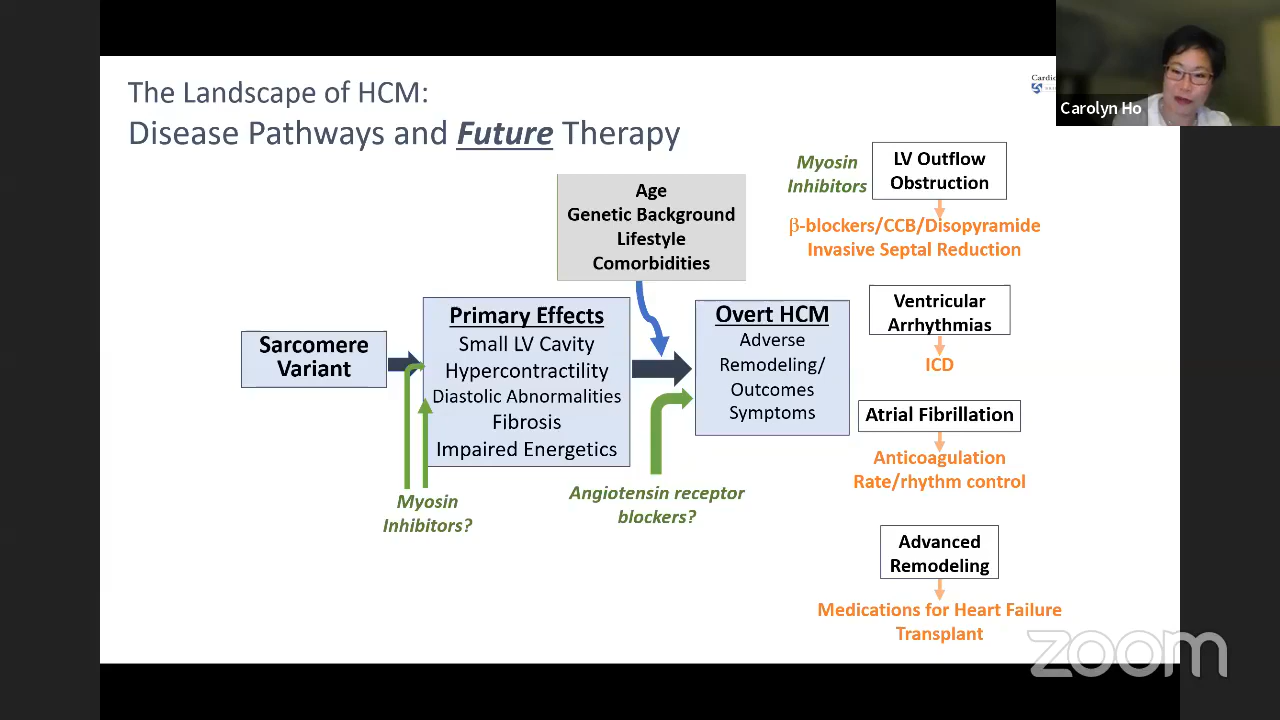 The Landscape of HCM:
Disease Pathways and Future Therapy
Cardio
Carolyn Ho
Myosin
Inhibitors
LV Outflow
Obstruction
β-blockers/CCB/Disopyramide
Invasive Septal Reduction
Age
Genetic Background
Lifestyle
Comorbidities
Sarcomere
Variant
Primary Effects
Small LV Cavity
Hypercontractility
Diastolic Abnormalities
Fibrosis
Impaired Energetics
Overt HCM
Adverse
Remodeling/
Outcomes
Symptoms
Ventricular
Arrhythmias
ICD
Atrial Fibrillation
Anticoagulation
Rate/rhythm control
Myosin
Inhibitors?
Angiotensin receptor
blockers?
Advanced
Remodeling
Medications for Heart Failure
Transplant
zoom